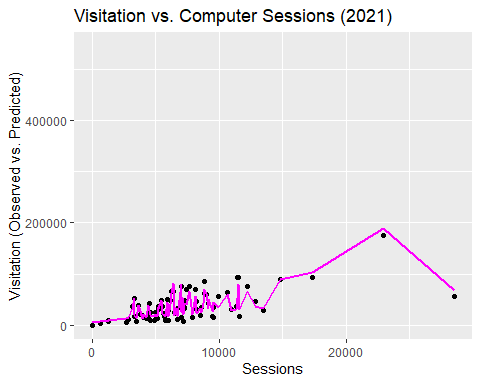 Visitation vs. Computer Sessions (2021)
Visitation (Observed vs. Predicted)
400000
200000
0
0
10000
20000
Sessions